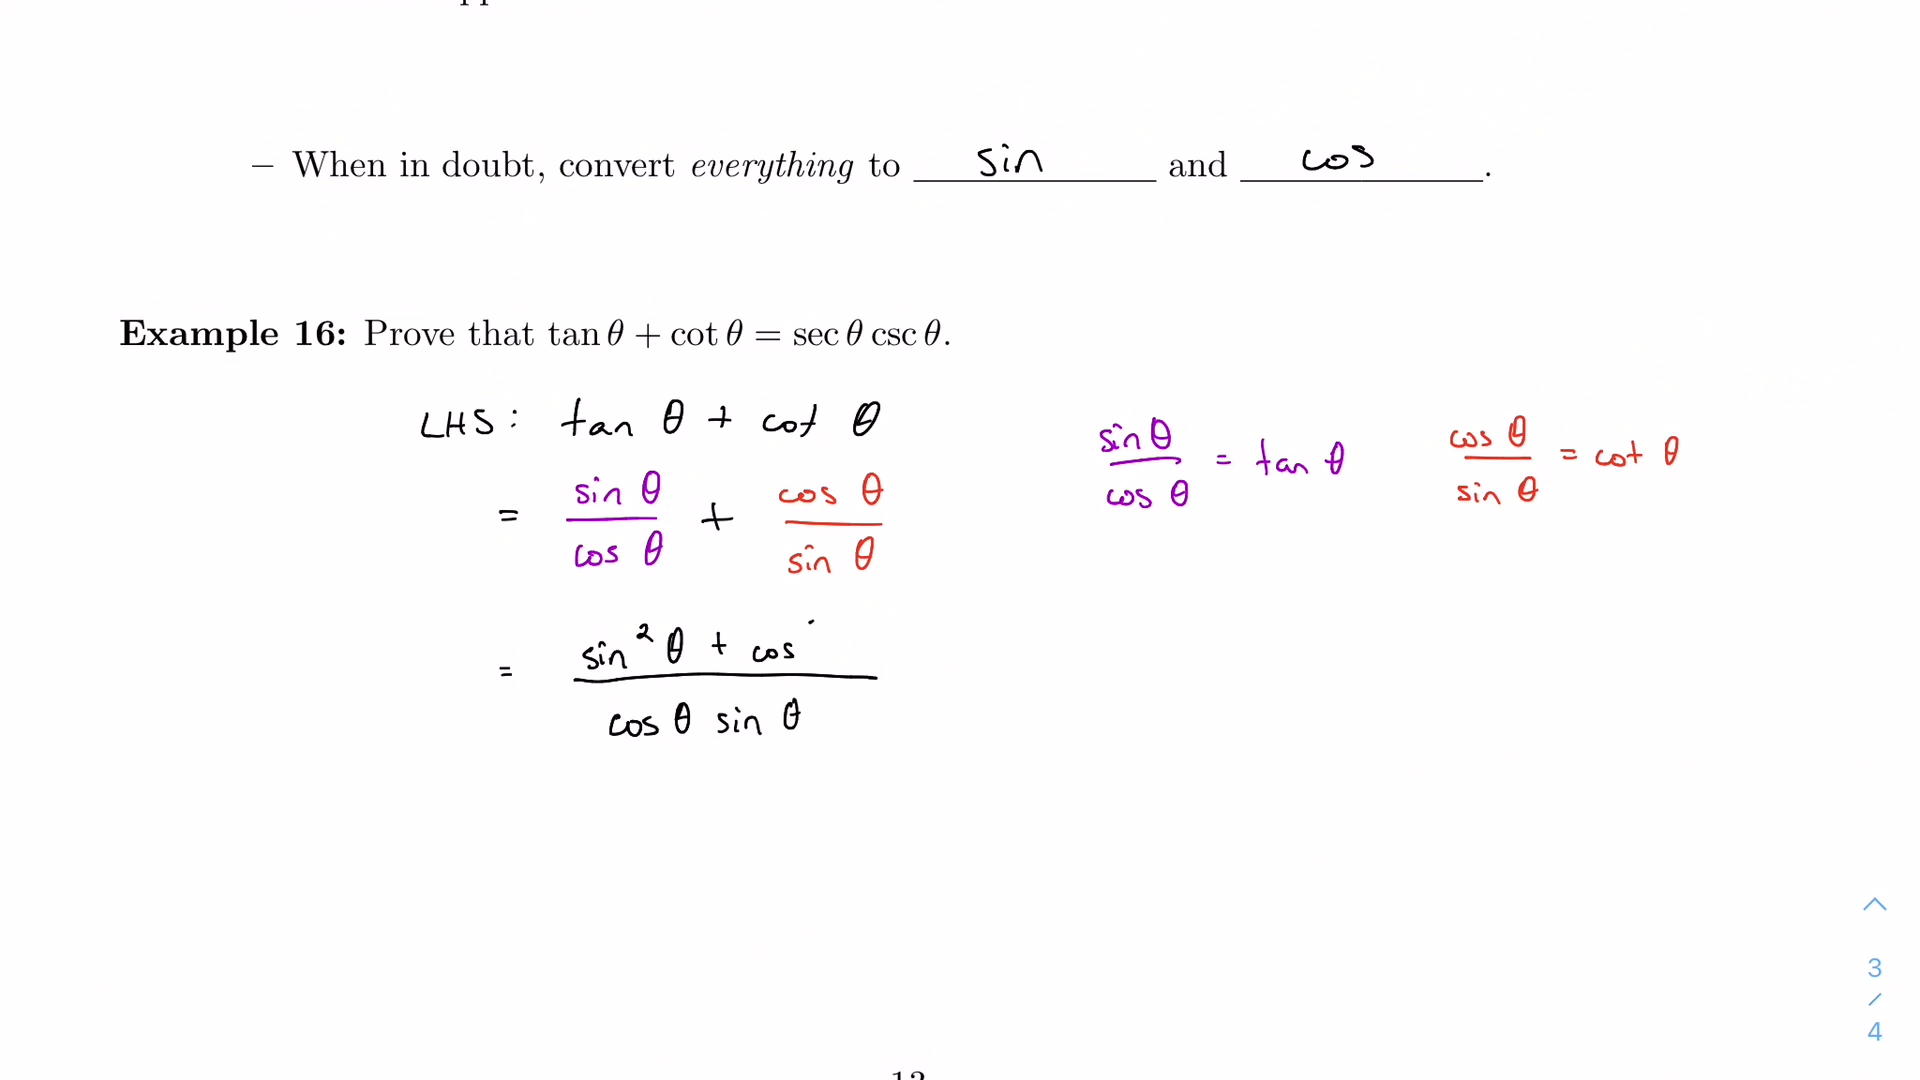 – When in doubt, convert everything to sin and cos.
Example 16: Prove that tan θ + cot θ = sec θ csc θ.
LHS: tan θ + cot θ
sin θ / cos θ = tan θ   cos θ / sin θ = cot θ
= sin θ / cos θ + cos θ / sin θ
= sin² θ + cos / cos θ sin θ
3
/
4